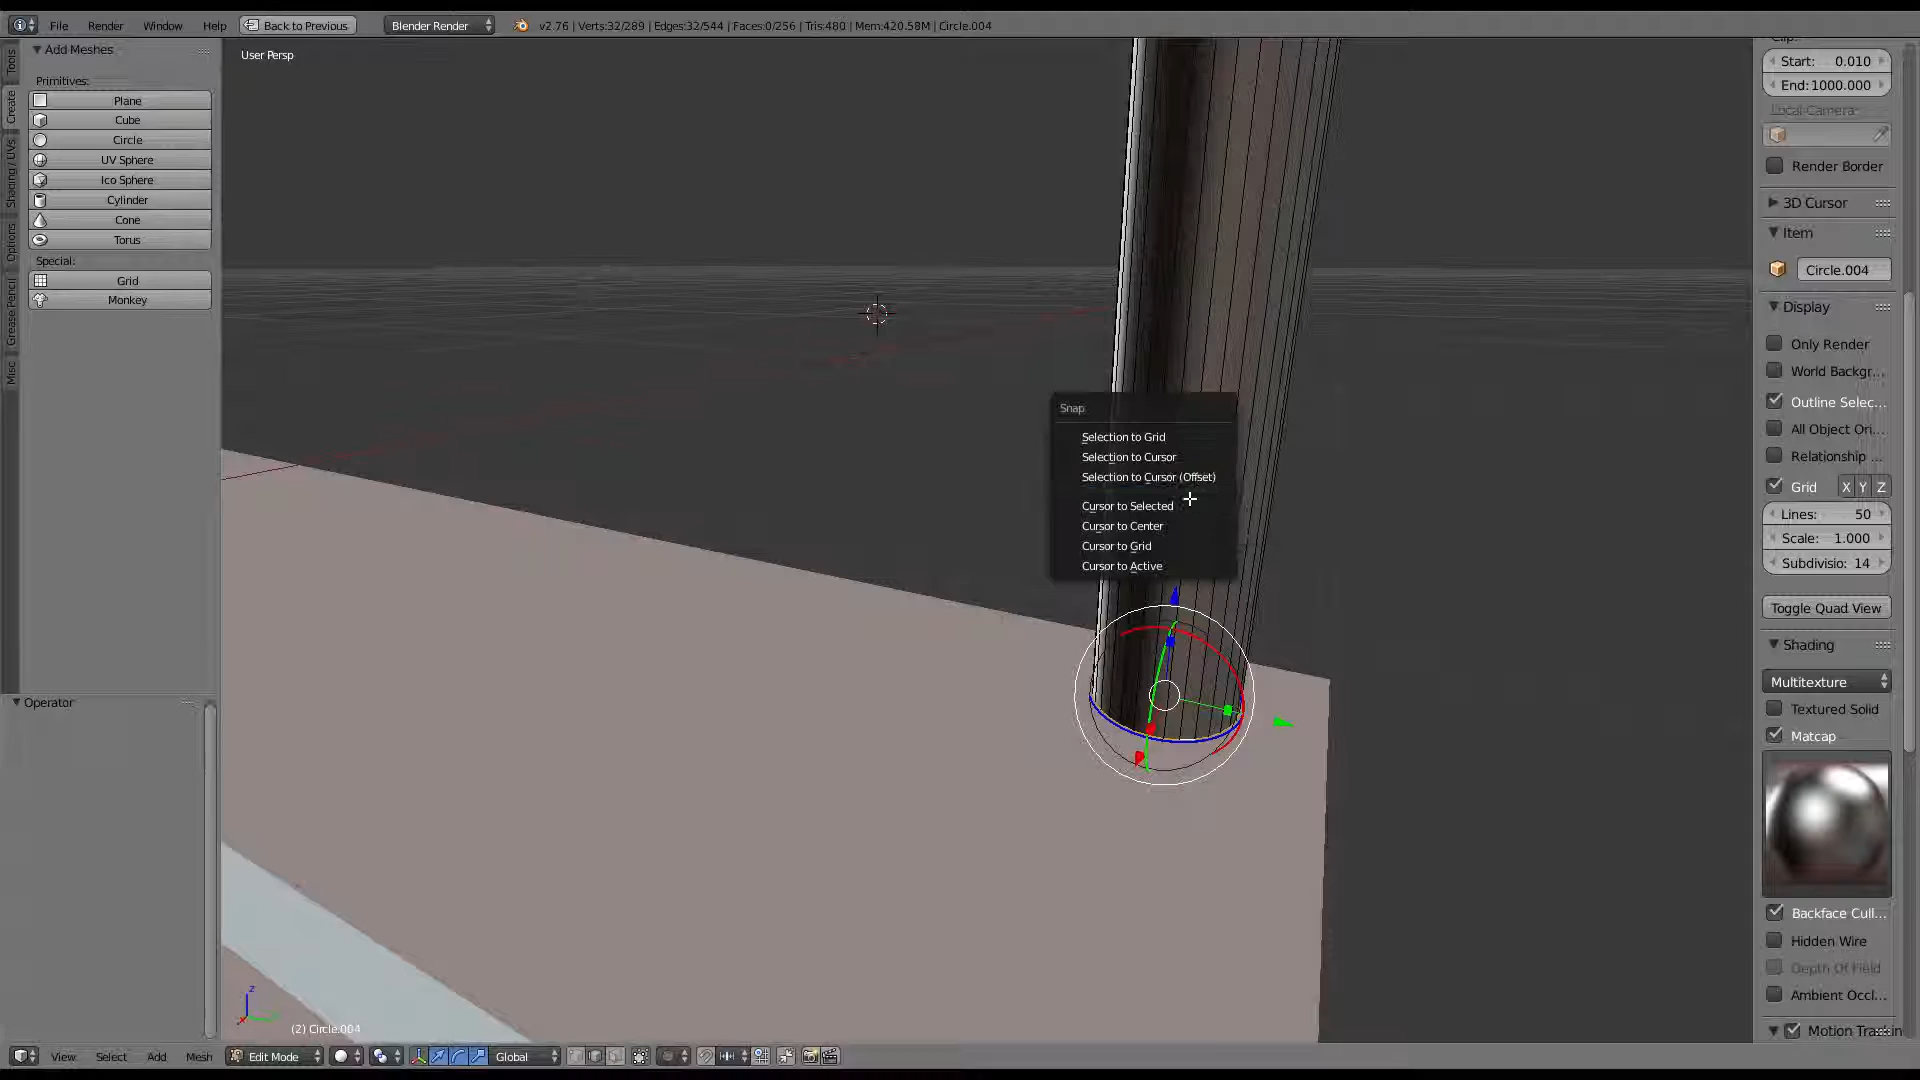 File Render Window Help Back to Previous Blender Render v2.76 | Verts:32/289 | Edges:32/544 | Faces:0/256 | Tris:480 | Mem:420.58M | Circle.004
Tools
Create
Shading / UVs
Options
Grease Pencil
Misc
Add Meshes
Primitives:
Plane
Cube
Circle
UV Sphere
Ico Sphere
Cylinder
Cone
Torus
Special:
Grid
Monkey
Operator
User Persp
Snap
Selection to Grid
Selection to Cursor
Selection to Cursor (Offset)
Cursor to Selected
Cursor to Center
Cursor to Grid
Cursor to Active
z
(2) Circle.004
Start: 0.010
End: 1000.000
Local Camera:
Render Border
3D Cursor
Item
Circle.004
Display
Only Render
World Backgr...
Outline Selec...
All Object Ori...
Relationship ...
Grid X Y Z
Lines: 50
Scale: 1.000
Subdivisio: 14
Toggle Quad View
Shading
Multitexture
Textured Solid
Matcap
Backface Cull...
Hidden Wire
Depth Of Field
Ambient Occl...
View Select Add Mesh Edit Mode Global